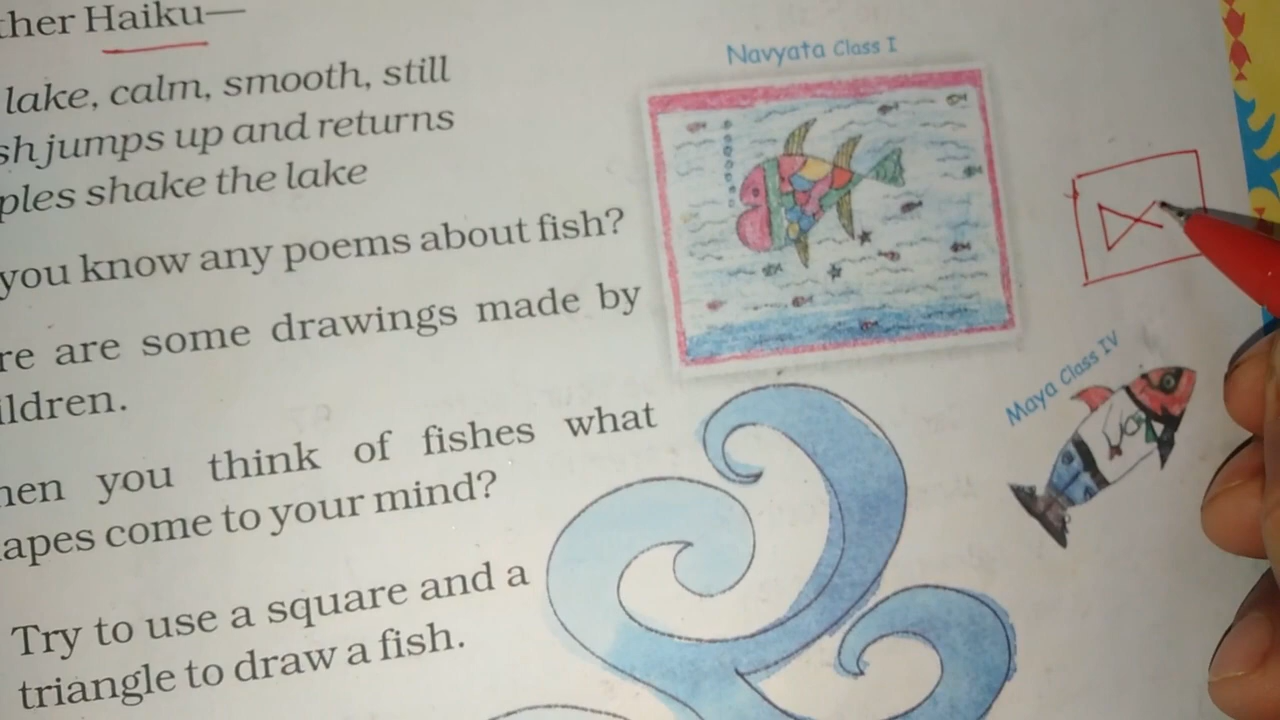 ther Haiku—
lake, calm, smooth, still
sh jumps up and returns
ples shake the lake
you know any poems about fish?
re are some drawings made by
ildren.
hen you think of fishes what
apes come to your mind?
Try to use a square and a
triangle to draw a fish.
Navyata Class I
Maya Class IV